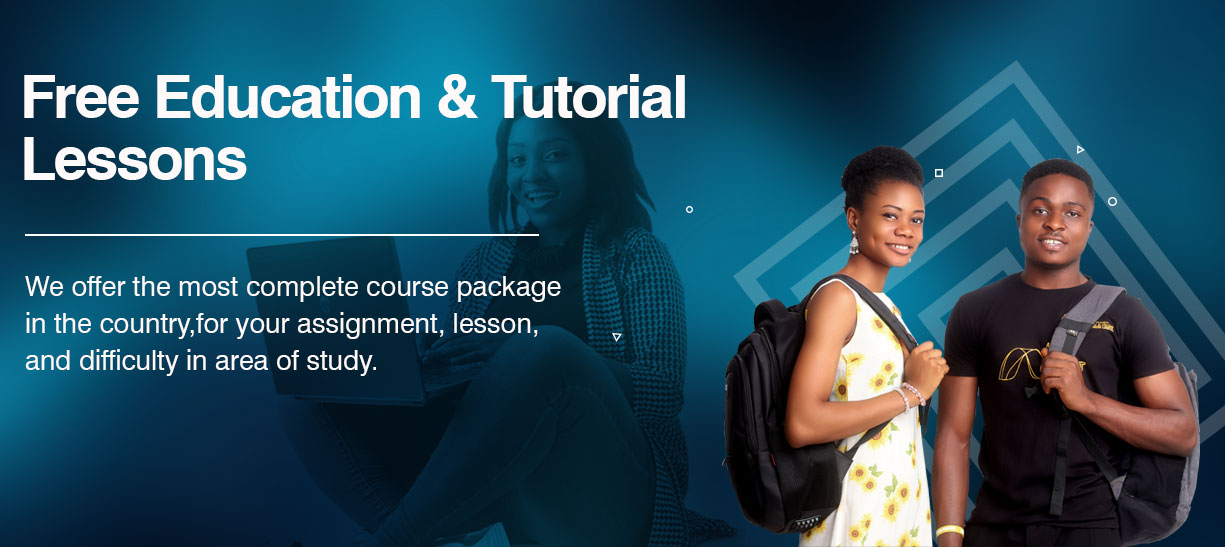 Free Education & Tutorial
Lessons
We offer the most complete course package
in the country,for your assignment, lesson,
and difficulty in area of study.